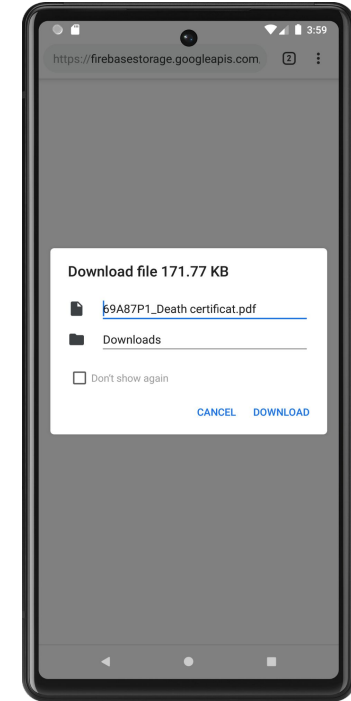 3:59
https://firebasestorage.googleapis.com.
2
Download file 171.77 KB
69A87P1_Death certificat.pdf
Downloads
Don't show again
CANCEL DOWNLOAD